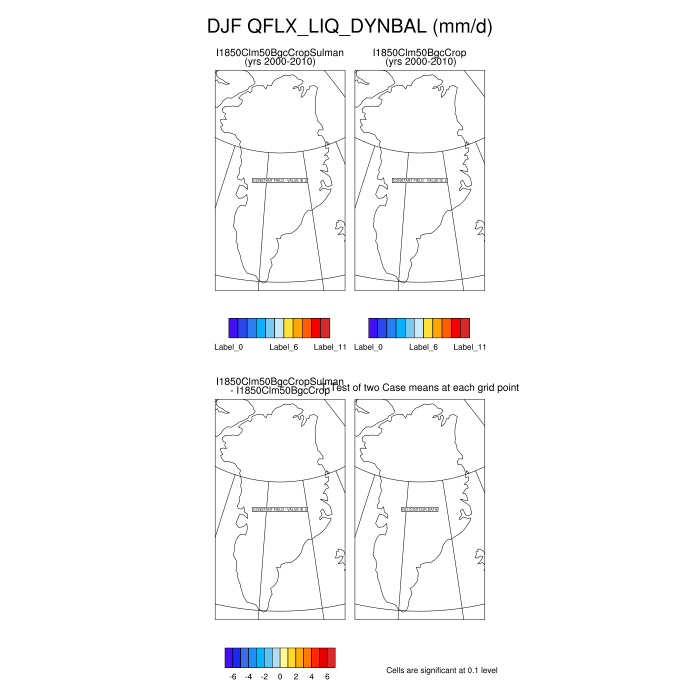 DJF QFLX_LIQ_DYNBAL (mm/d)
I1850Clm50BgcCropSulman
(yrs 2000-2010)
I1850Clm50BgcCrop
(yrs 2000-2010)
CONSTANT FIELD - VALUE IS 0
CONSTANT FIELD - VALUE IS 0
Label_0 Label_6 Label_11
Label_0 Label_6 Label_11
I1850Clm50BgcCropSulman
- I1850Clm50BgcCrop
Test of two Case means at each grid point
CONSTANT FIELD - VALUE IS 0
NO CONTOUR DATA
-6 -4 -2 0 2 4 6
Cells are significant at 0.1 level